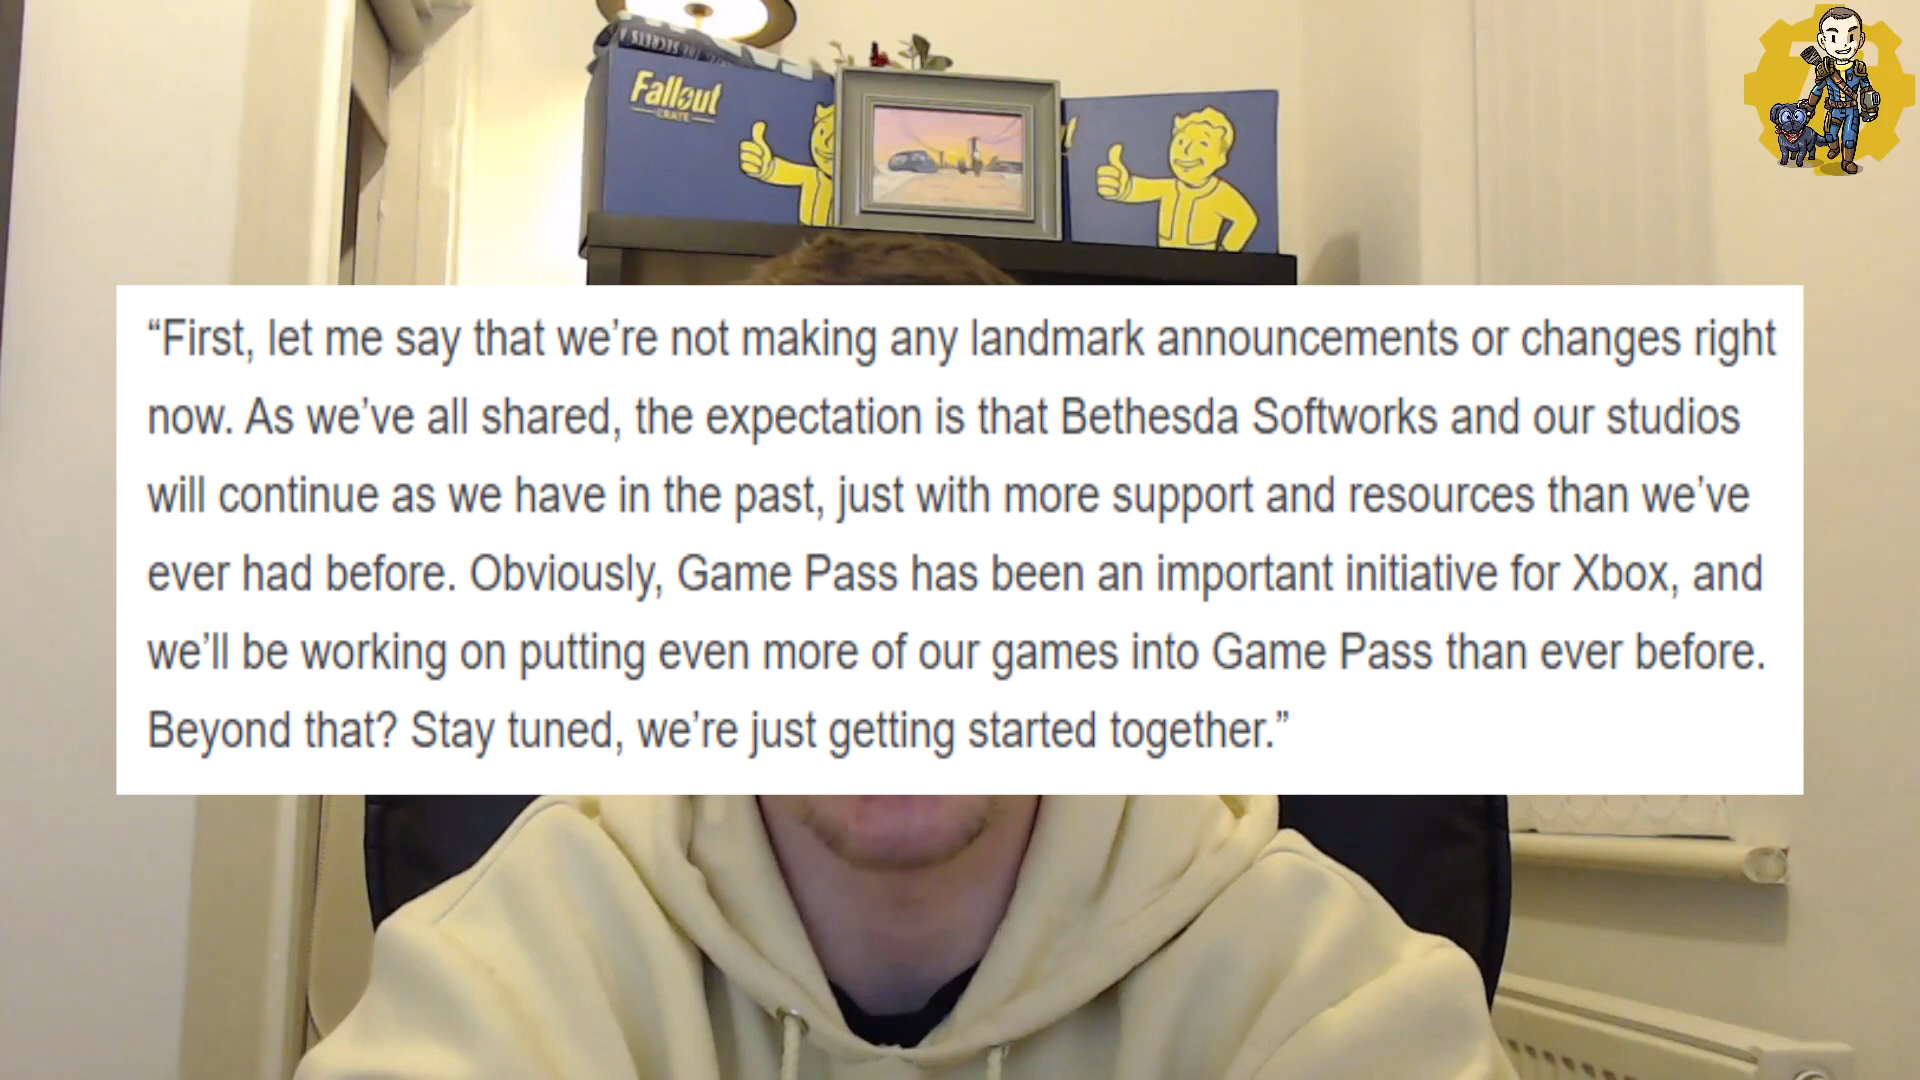 SECRETS
Fallout
CRATE
“First, let me say that we’re not making any landmark announcements or changes right
now. As we’ve all shared, the expectation is that Bethesda Softworks and our studios
will continue as we have in the past, just with more support and resources than we’ve
ever had before. Obviously, Game Pass has been an important initiative for Xbox, and
we’ll be working on putting even more of our games into Game Pass than ever before.
Beyond that? Stay tuned, we’re just getting started together.”